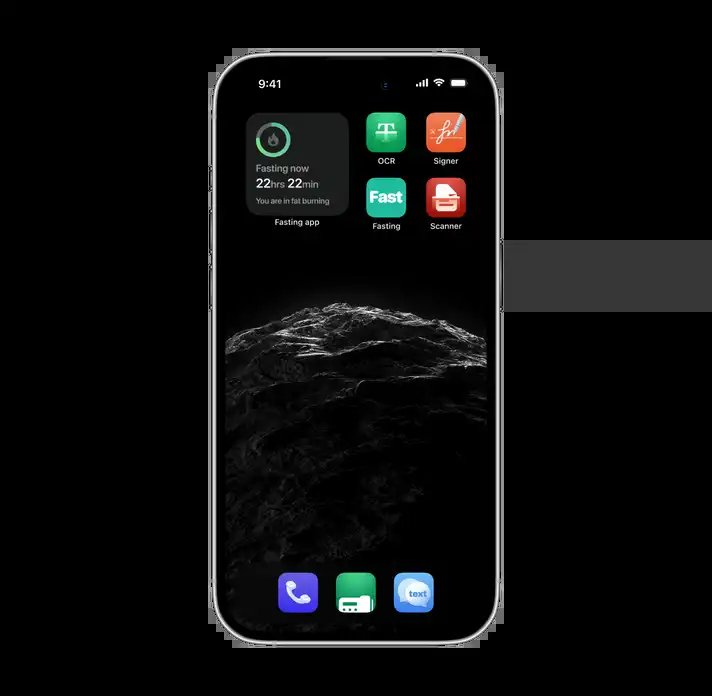 9:41
Fasting now
22hrs 22min
You are in fat burning
Fasting app
T
OCR
x
Signer
Fast
Fasting
Scanner
text